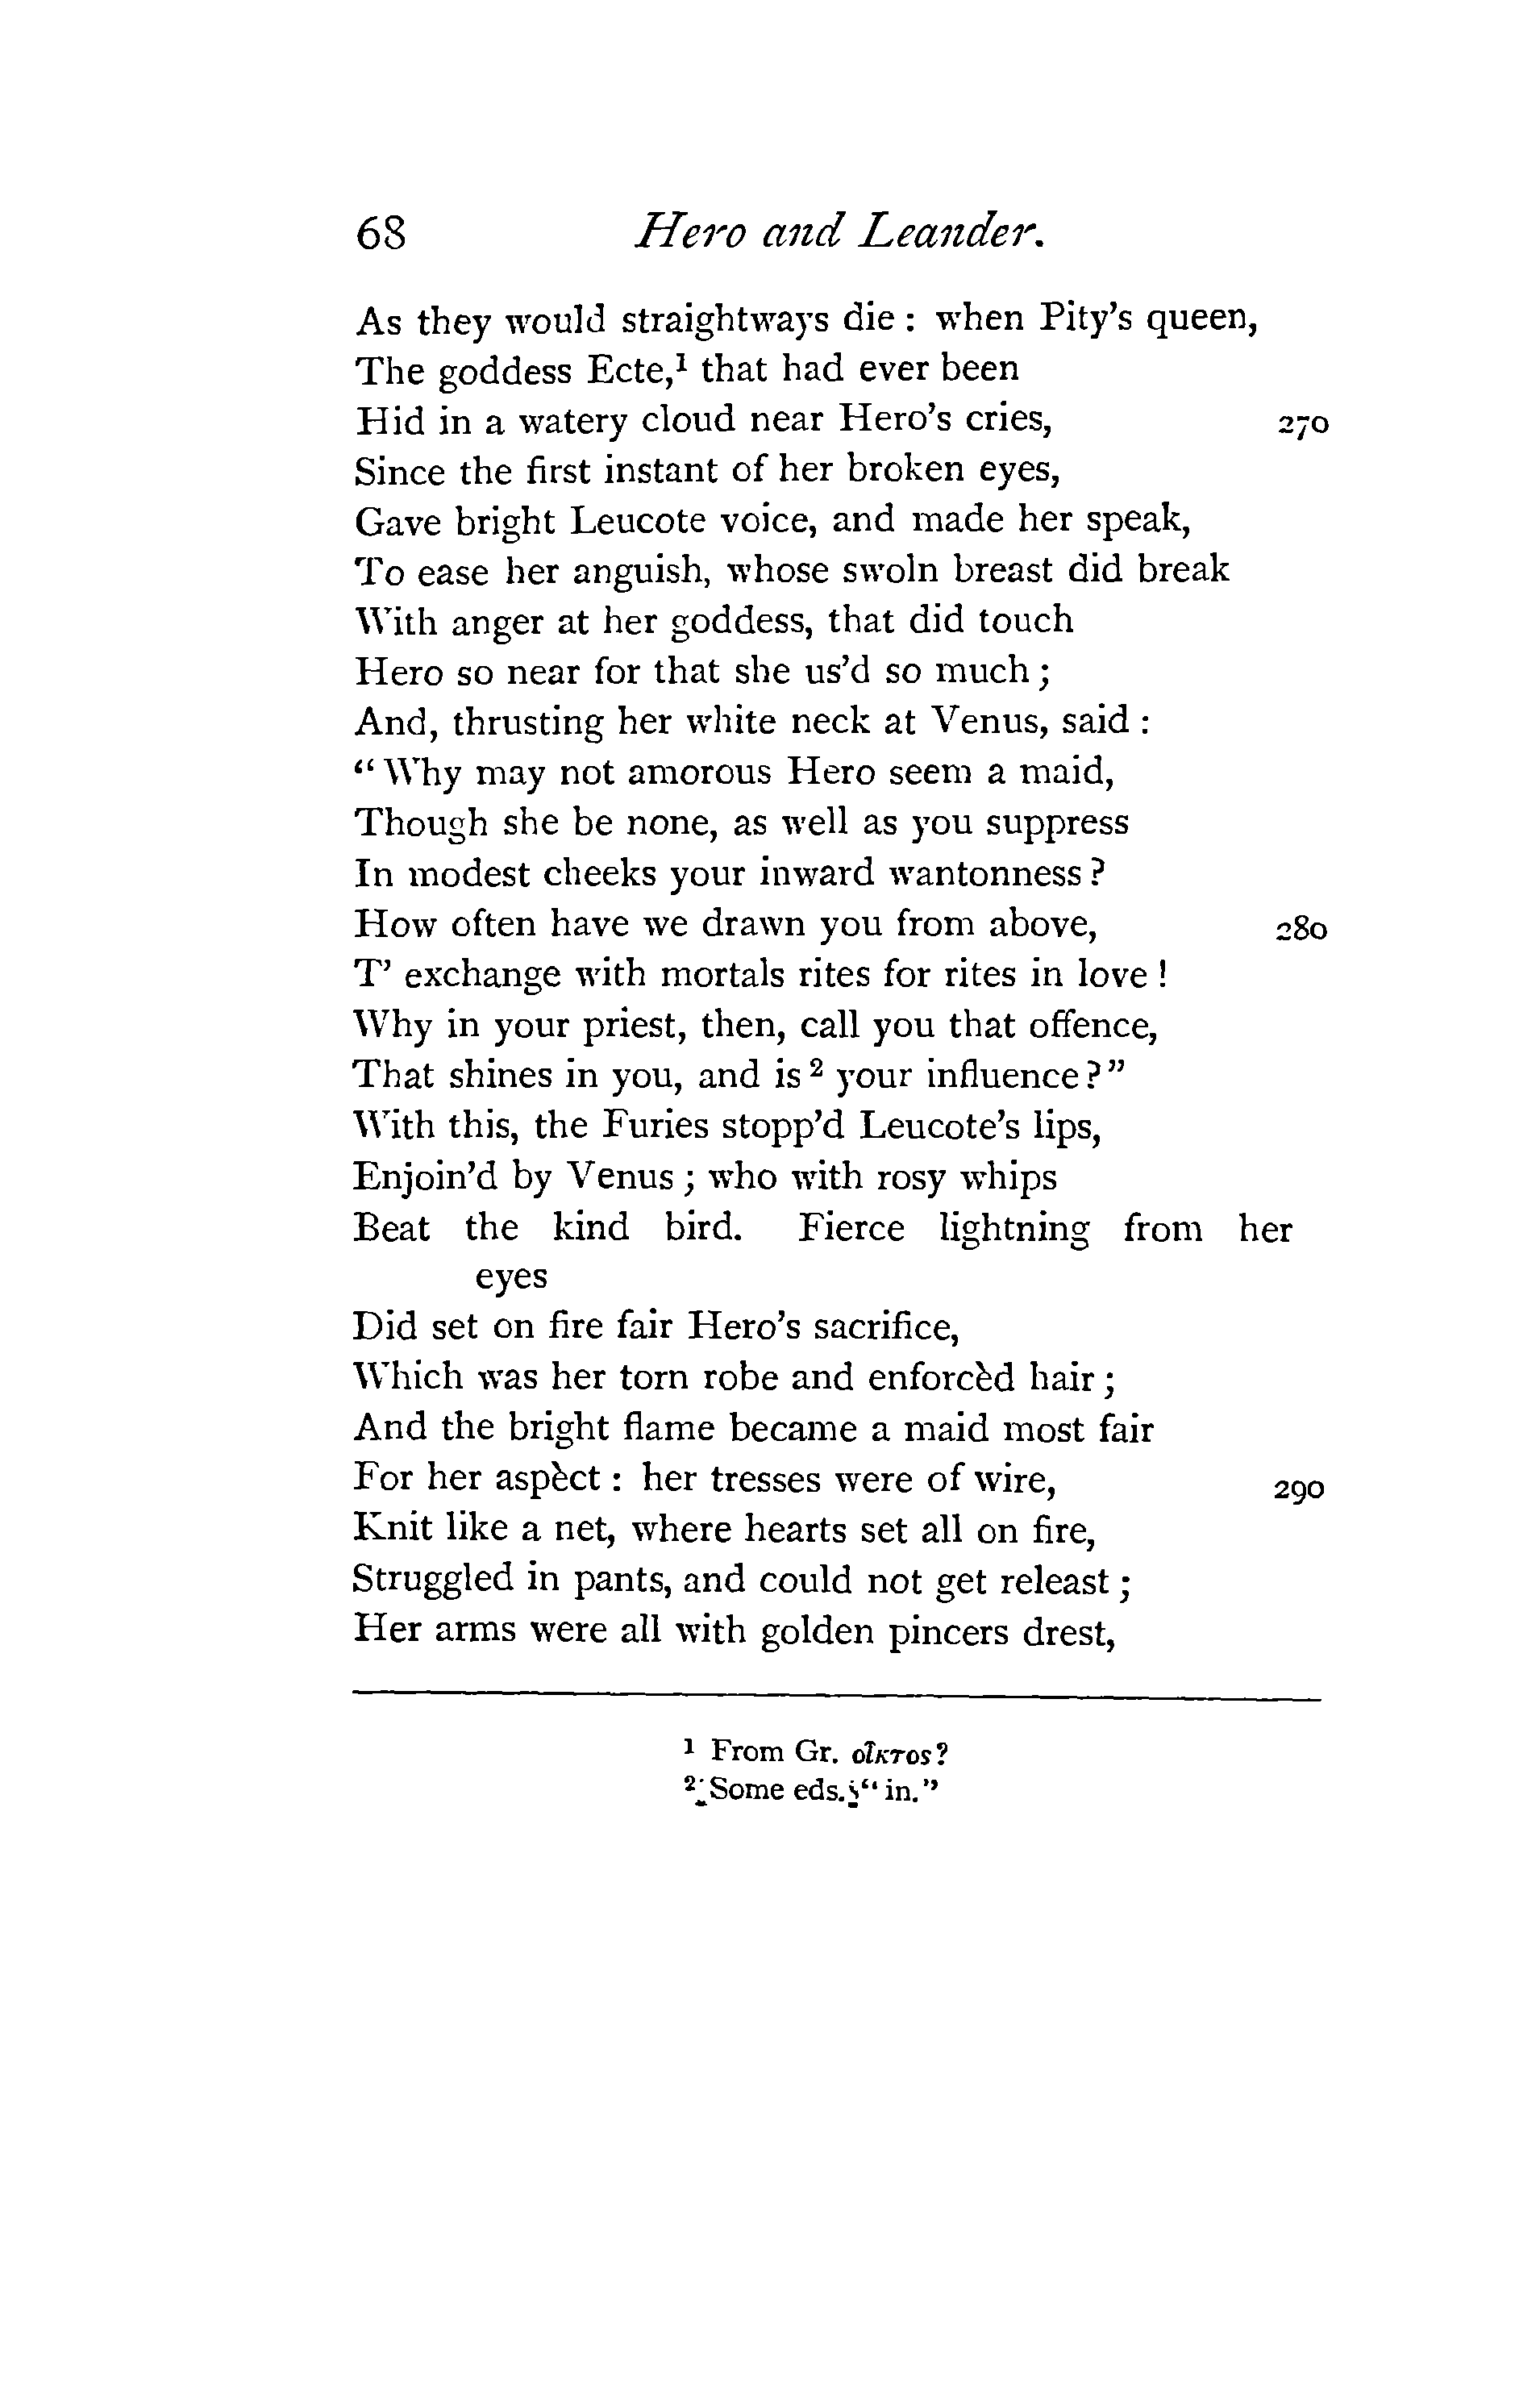 68 Hero and Leander.
As they would straightways die : when Pity's queen,
The goddess Ecte,¹ that had ever been
Hid in a watery cloud near Hero's cries, 270
Since the first instant of her broken eyes,
Gave bright Leucote voice, and made her speak,
To ease her anguish, whose swoln breast did break
With anger at her goddess, that did touch
Hero so near for that she us'd so much ;
And, thrusting her white neck at Venus, said :
“ Why may not amorous Hero seem a maid,
Though she be none, as well as you suppress
In modest cheeks your inward wantonness ?
How often have we drawn you from above, 280
T' exchange with mortals rites for rites in love !
Why in your priest, then, call you that offence,
That shines in you, and is ² your influence ?”
With this, the Furies stopp'd Leucote's lips,
Enjoin'd by Venus ; who with rosy whips
Beat the kind bird. Fierce lightning from her
eyes
Did set on fire fair Hero's sacrifice,
Which was her torn robe and enforcèd hair ;
And the bright flame became a maid most fair
For her aspèct : her tresses were of wire, 290
Knit like a net, where hearts set all on fire,
Struggled in pants, and could not get releast ;
Her arms were all with golden pincers drest,
¹ From Gr. οἶκτος?
² Some eds. “ in.”